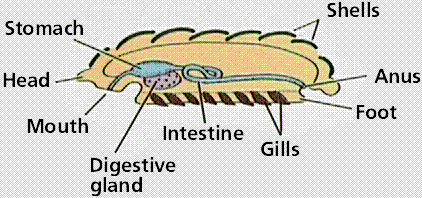 Shells
Stomach
Head
Anus
Foot
Mouth
Intestine
Gills
Digestive
gland